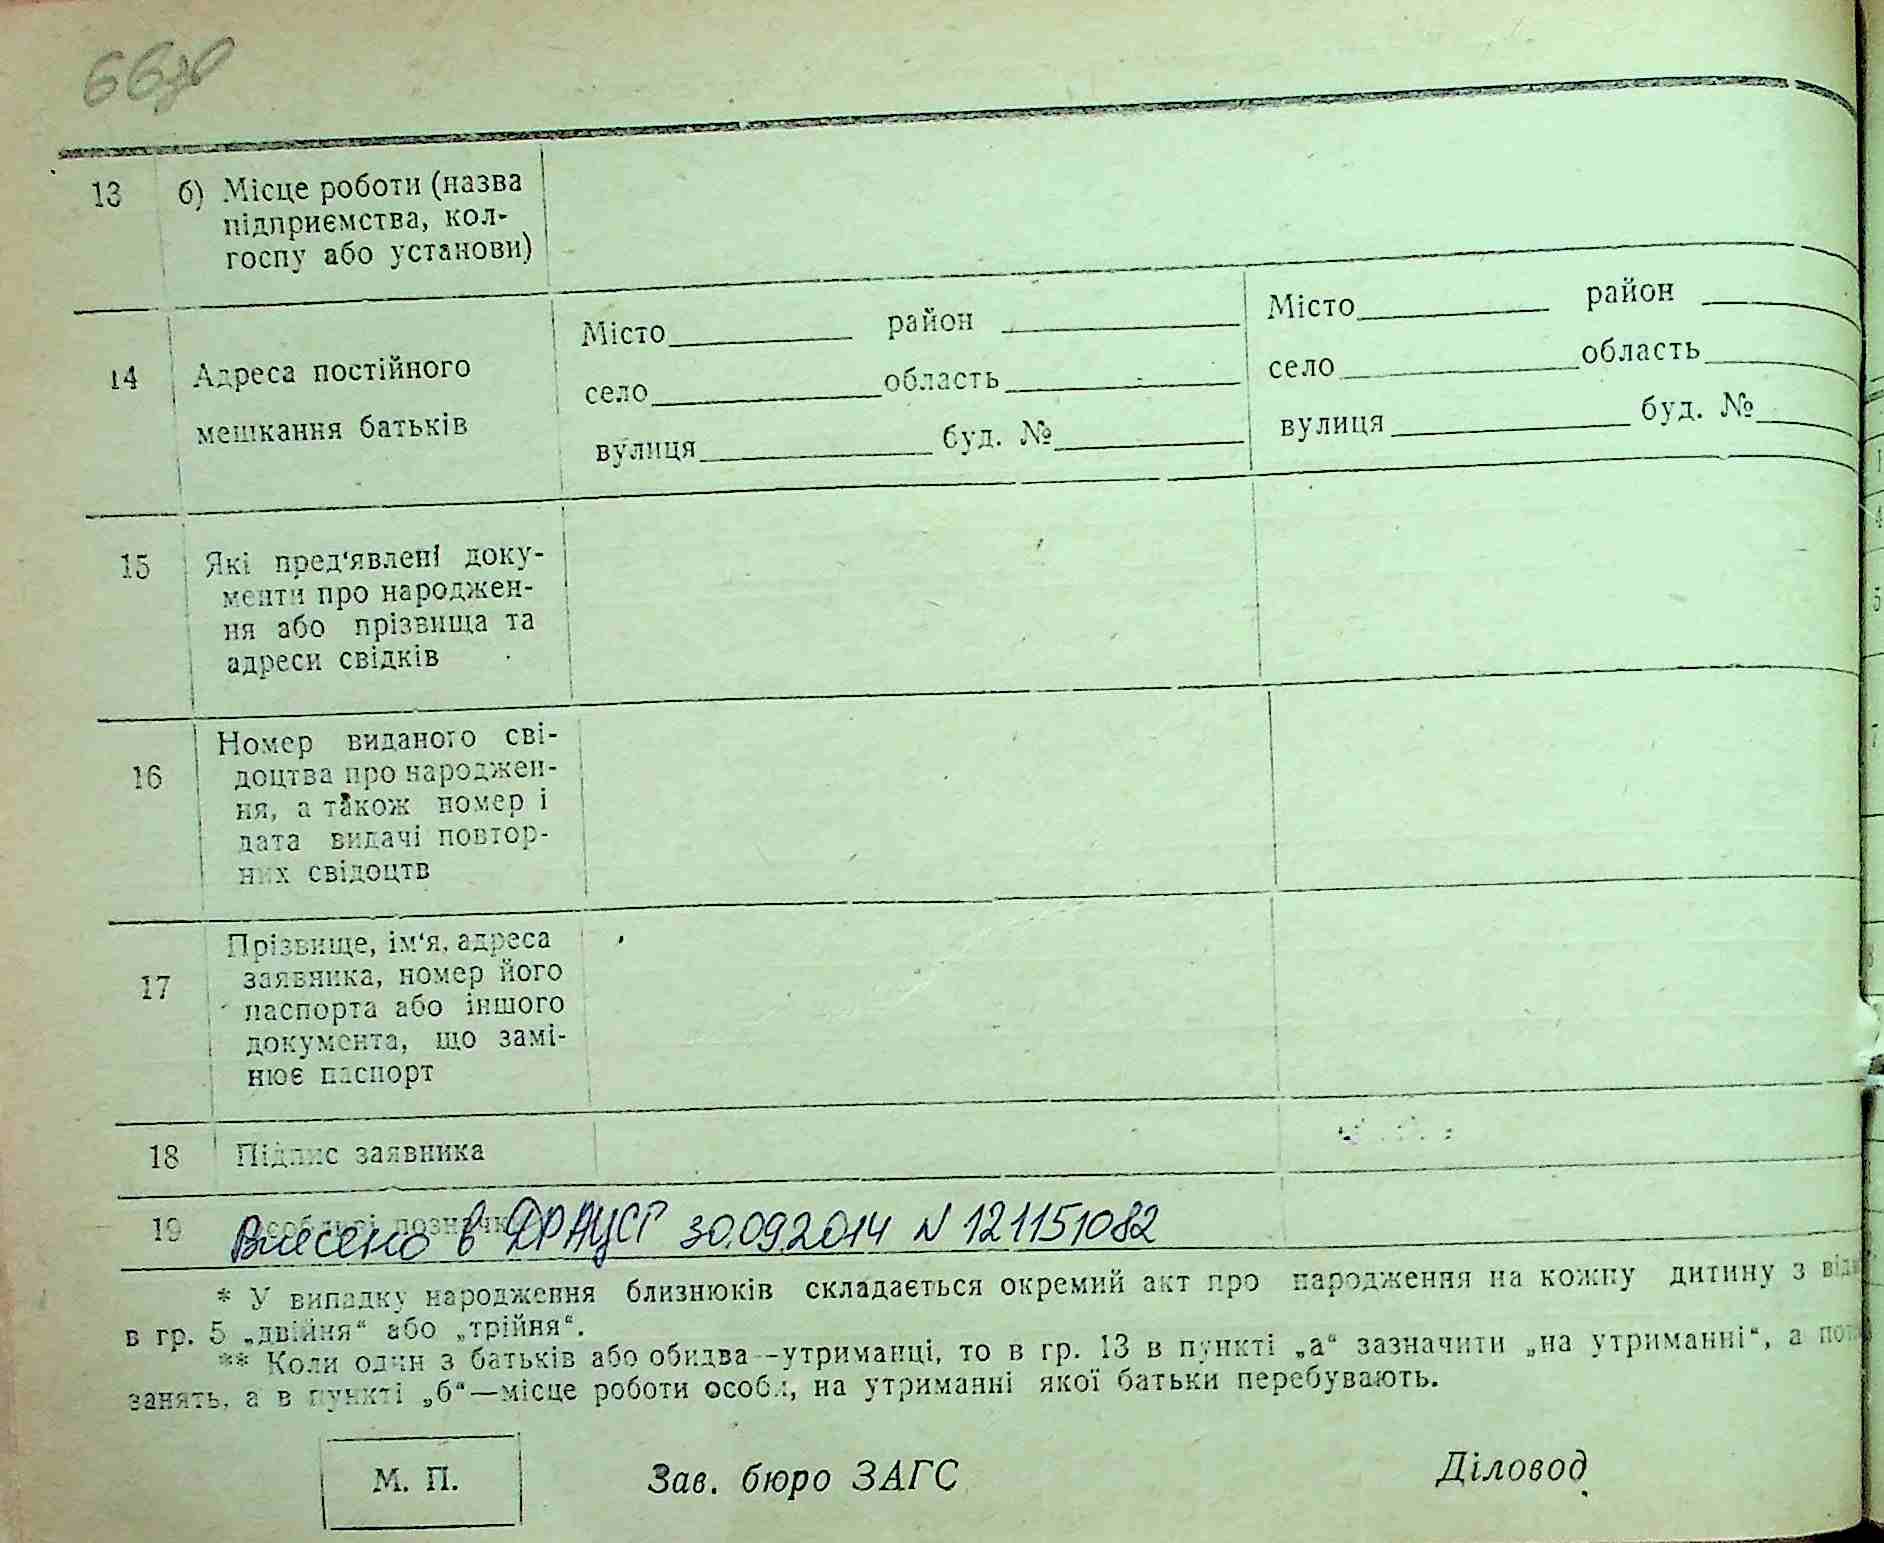 66зв
13 б) Місце роботи (назва
підприємства, кол-
госпу або установи)
14 Адреса постійного
мешкання батьків
Місто район
село область
вулиця буд. №
Місто район
село область
вулиця буд. №
15 Які пред'явлені доку-
менти про народжен-
ня або прізвища та
адреси свідків
16 Номер виданого сві-
доцтва про народжен-
ня, а також номер і
дата видачі повтор-
них свідоцтв
17 Прізвище, ім'я, адреса
заявника, номер його
паспорта або іншого
документа, що замі-
нює паспорт
18 Підпис заявника
19 Особливі позначки
Внесено в ДРАЦСГ 30.09.2014 N 121151082
* У випадку народження близнюків складається окремий акт про народження на кожну дитину з
в гр. 5 „двійня“ або „трійня“.
** Коли один з батьків або обидва—утриманці, то в гр. 13 в пункті „а“ зазначити „на утриманні“, а
занять, а в пункті „б“—місце роботи особи, на утриманні якої батьки перебувають.
М. П.
Зав. бюро ЗАГС
Діловод